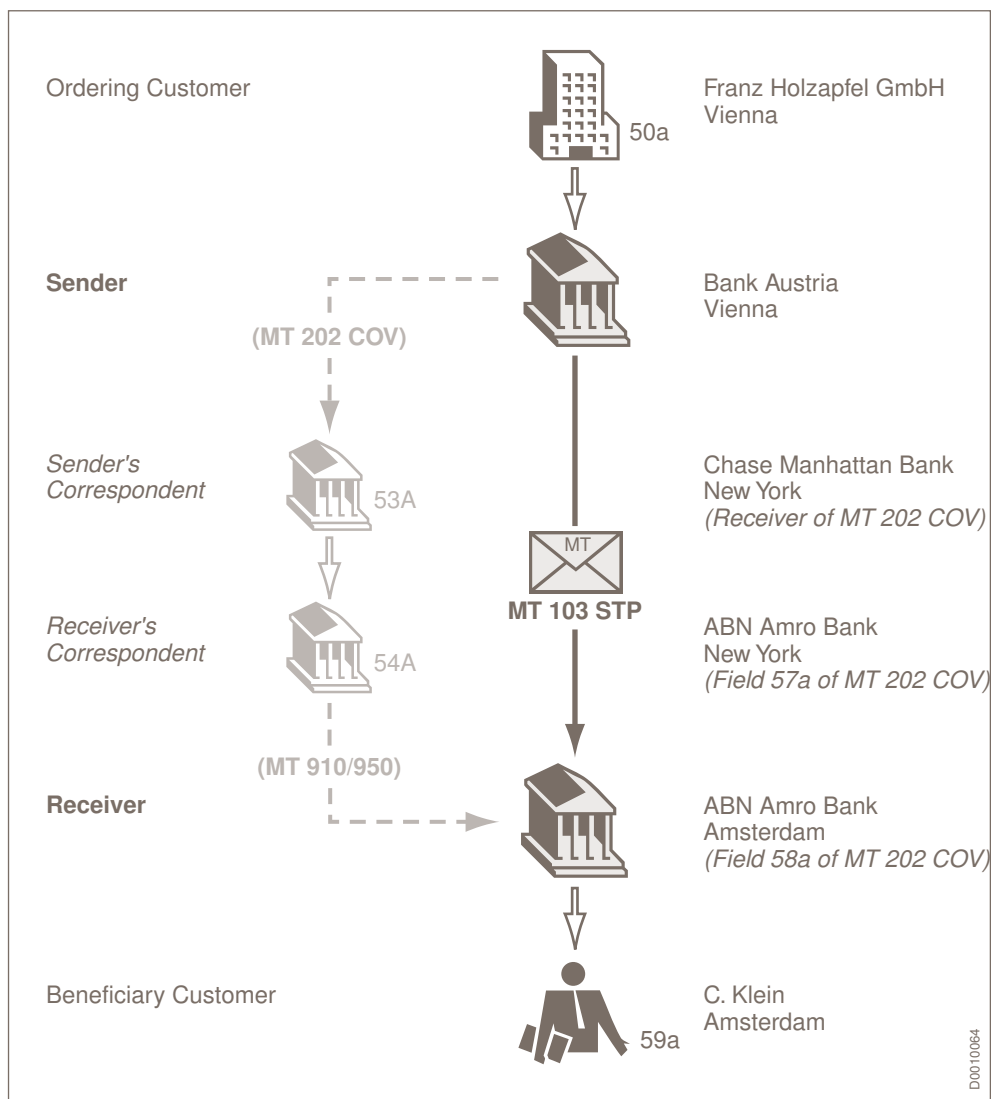 Ordering Customer
50a
Franz Holzapfel GmbH
Vienna
Sender
Bank Austria
Vienna
(MT 202 COV)
Sender's
Correspondent
53A
Chase Manhattan Bank
New York
(Receiver of MT 202 COV)
MT
MT 103 STP
Receiver's
Correspondent
54A
ABN Amro Bank
New York
(Field 57a of MT 202 COV)
(MT 910/950)
Receiver
ABN Amro Bank
Amsterdam
(Field 58a of MT 202 COV)
Beneficiary Customer
59a
C. Klein
Amsterdam
D0010064